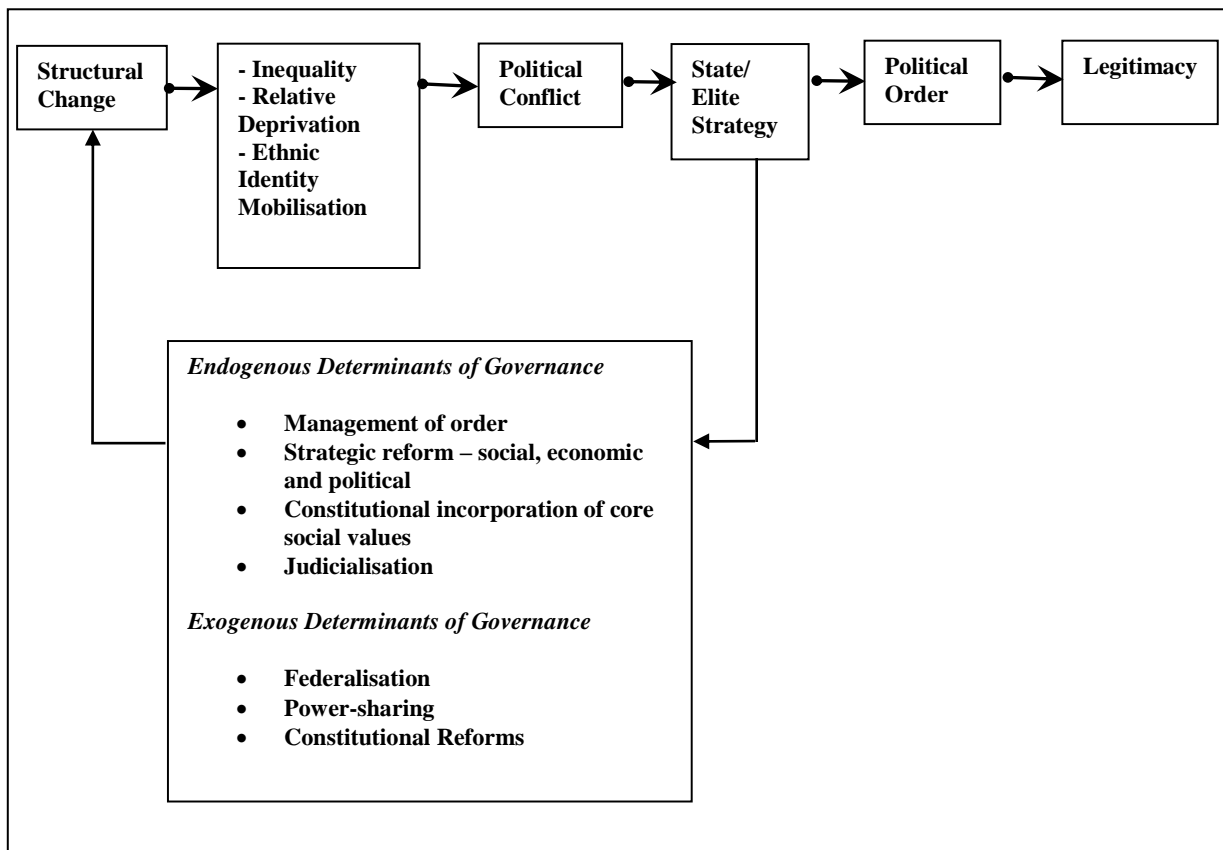 Structural
Change
- Inequality
- Relative
Deprivation
- Ethnic
Identity
Mobilisation
Political
Conflict
State/
Elite
Strategy
Political
Order
Legitimacy
Endogenous Determinants of Governance
• Management of order
• Strategic reform – social, economic
and political
• Constitutional incorporation of core
social values
• Judicialisation
Exogenous Determinants of Governance
• Federalisation
• Power-sharing
• Constitutional Reforms